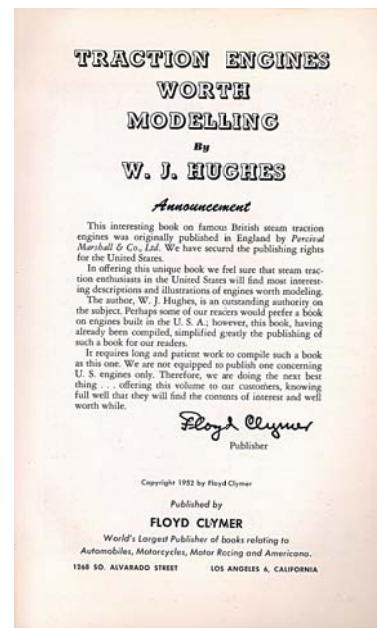 TRACTION ENGINES
WORTH
MODELLING
By
W. J. HUGHES
Announcement
This interesting book on famous British steam traction
engines was originally published in England by Percival
Marshall & Co., Ltd. We have secured the publishing rights
for the United States.
In offering this unique book we feel sure that steam trac-
tion enthusiasts in the United States will find most interest-
ing descriptions and illustrations of engines worth modeling.
The author, W. J. Hughes, is an outstanding authority on
the subject. Perhaps some of our readers would prefer a book
on engines built in the U. S. A.; however, this book, having
already been compiled, simplified greatly the publishing of
such a book for our readers.
It requires long and patient work to compile such a book
as this one. We are not equipped to publish one concerning
U. S. engines only. Therefore, we are doing the next best
thing . . . offering this volume to our customers, knowing
full well that they will find the contents of interest and well
worth while.
Floyd Clymer
Publisher
Copyright 1952 by Floyd Clymer
Published by
FLOYD CLYMER
World's Largest Publisher of books relating to
Automobiles, Motorcycles, Motor Racing and Americana.
1268 SO. ALVARADO STREET LOS ANGELES 6, CALIFORNIA